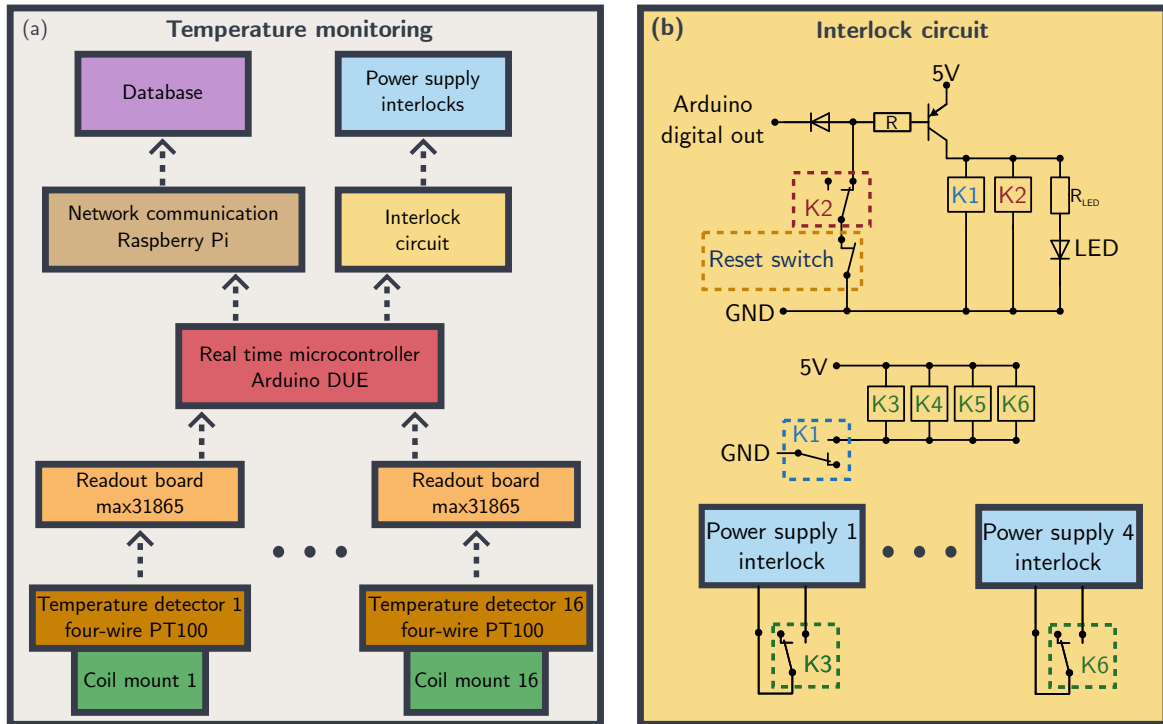 (a)
Temperature monitoring
Database
Power supply
interlocks
Network communication
Raspberry Pi
Interlock
circuit
Real time microcontroller
Arduino DUE
Readout board
max31865
Readout board
max31865
Temperature detector 1
four-wire PT100
Temperature detector 16
four-wire PT100
Coil mount 1
Coil mount 16
(b)
Interlock circuit
5V
Arduino
digital out
R
K1
K2
R_LED
K2
Reset switch
LED
GND
5V
K3
K4
K5
K6
K1
GND
Power supply 1
interlock
Power supply 4
interlock
K3
K6